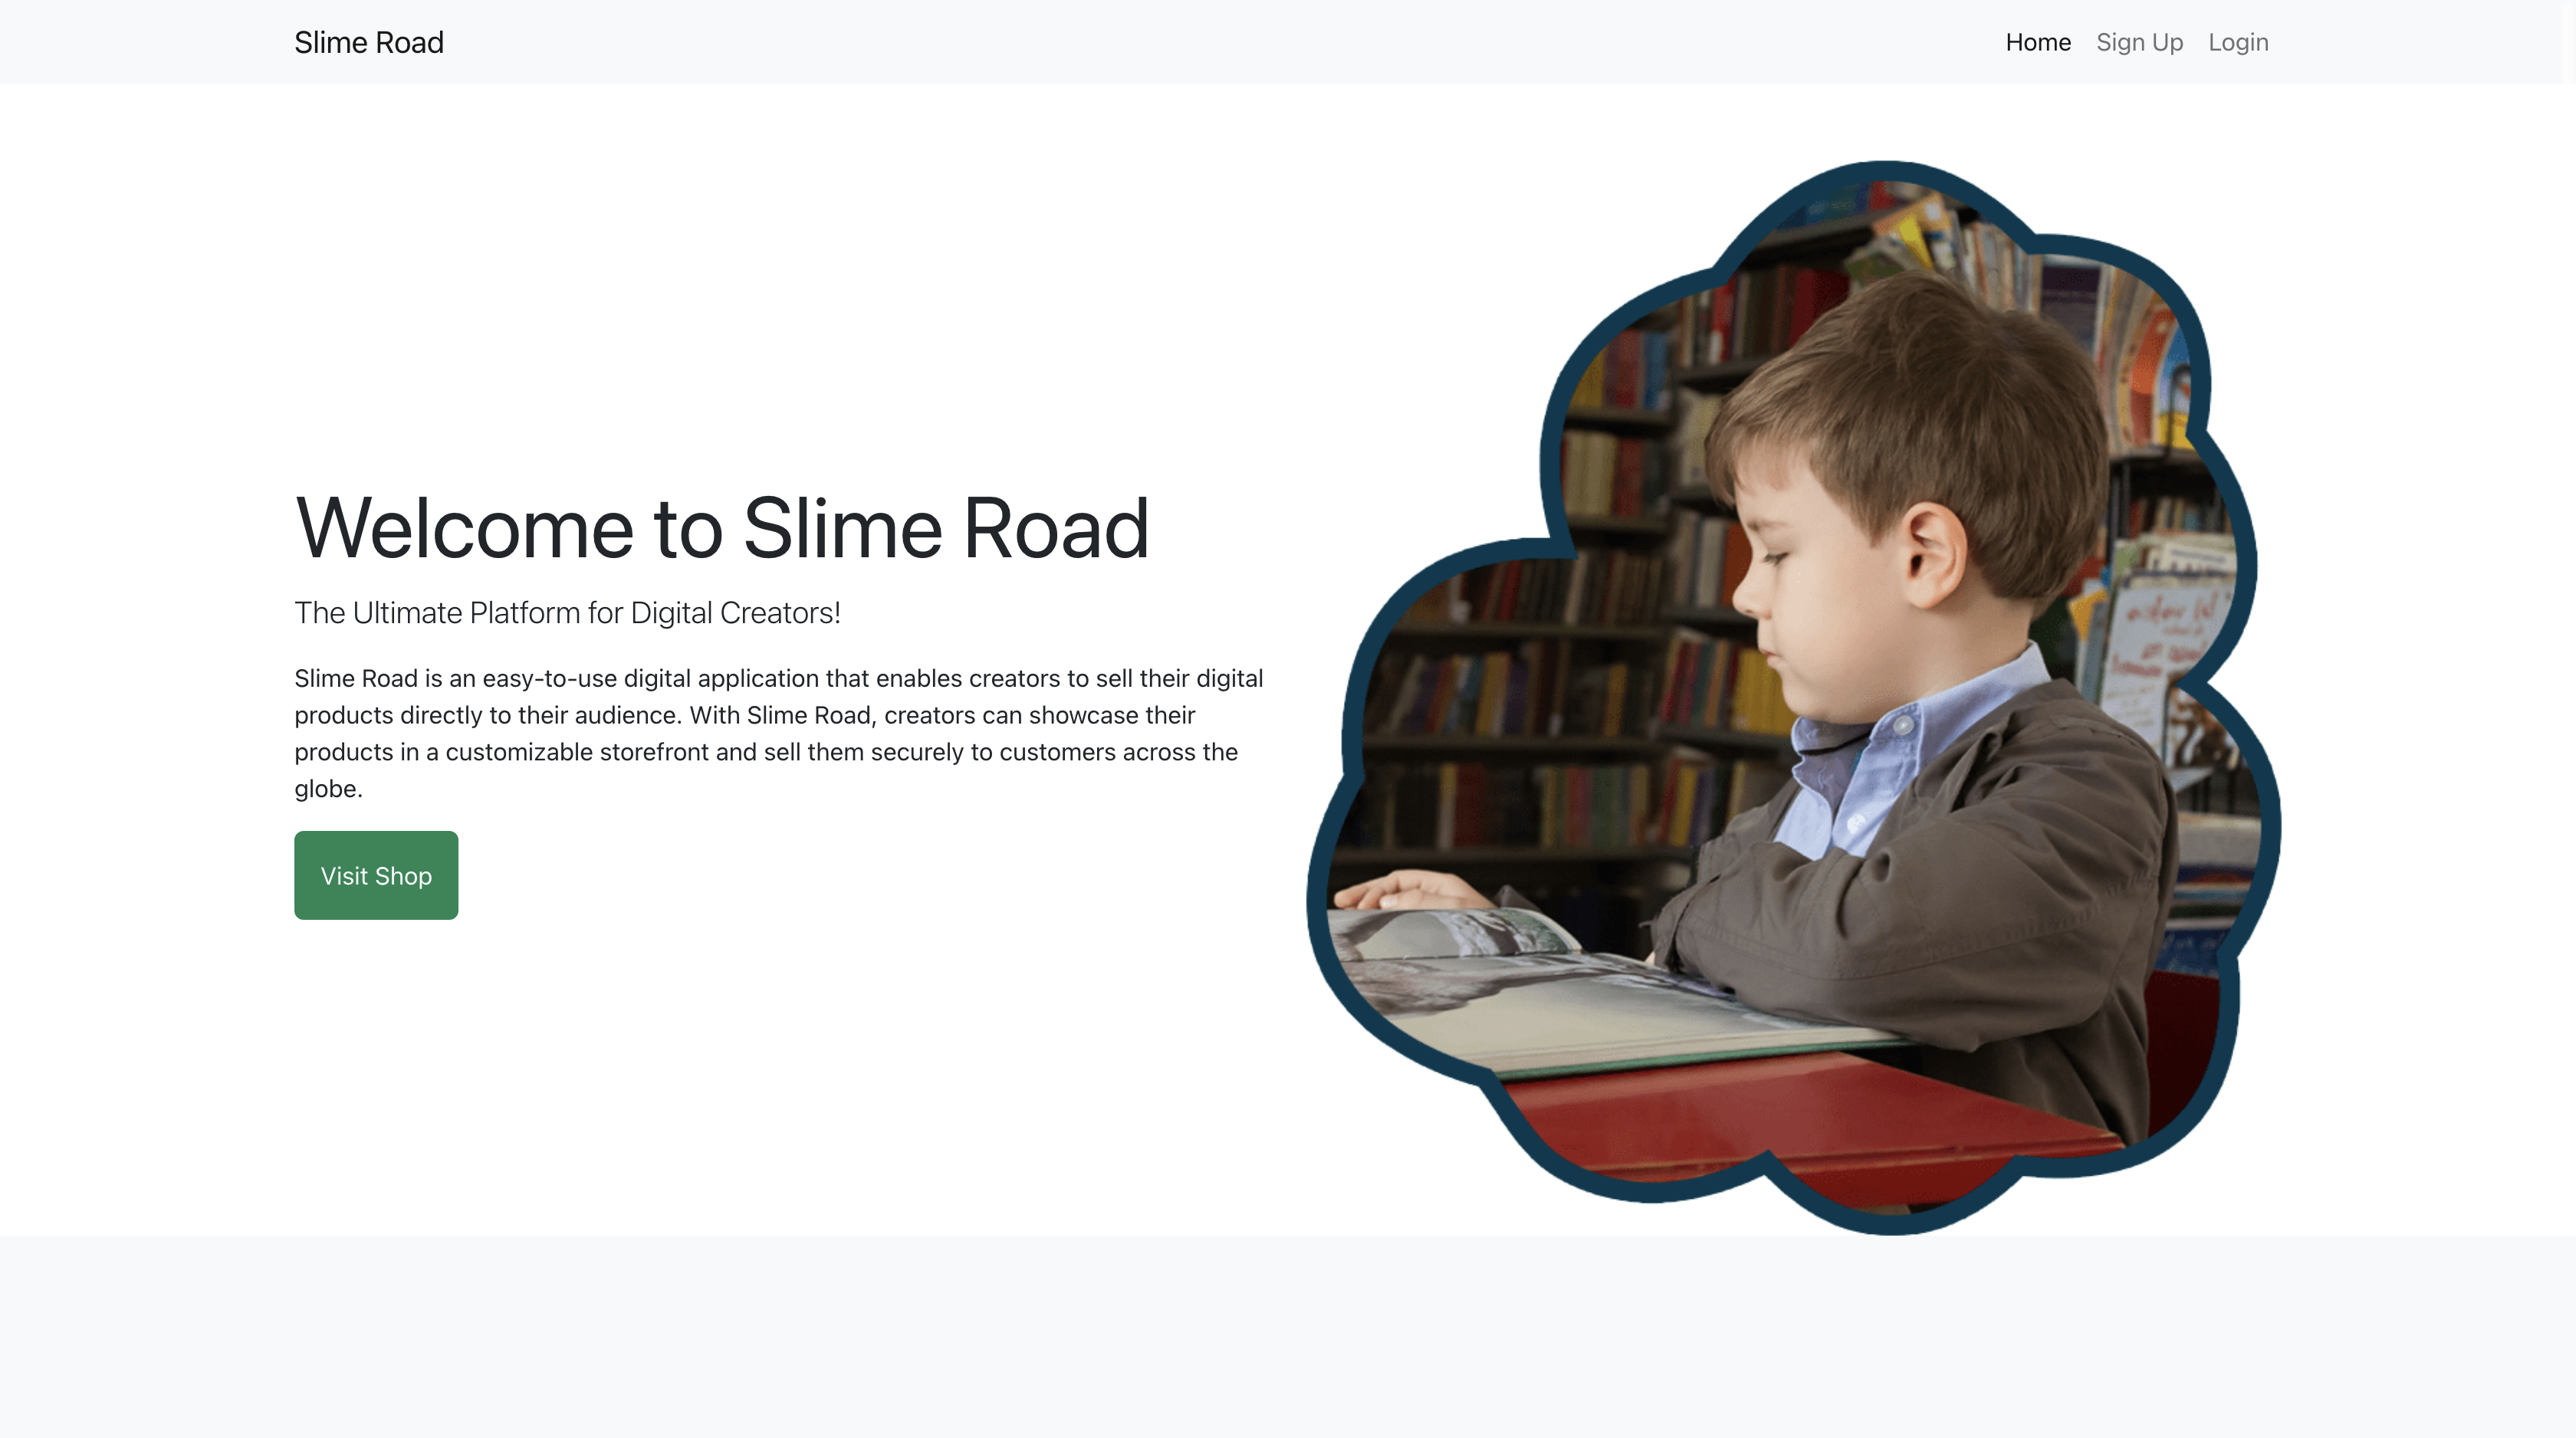 Slime Road
Home Sign Up Login
Welcome to Slime Road
The Ultimate Platform for Digital Creators!
Slime Road is an easy-to-use digital application that enables creators to sell their digital
products directly to their audience. With Slime Road, creators can showcase their
products in a customizable storefront and sell them securely to customers across the
globe.
Visit Shop